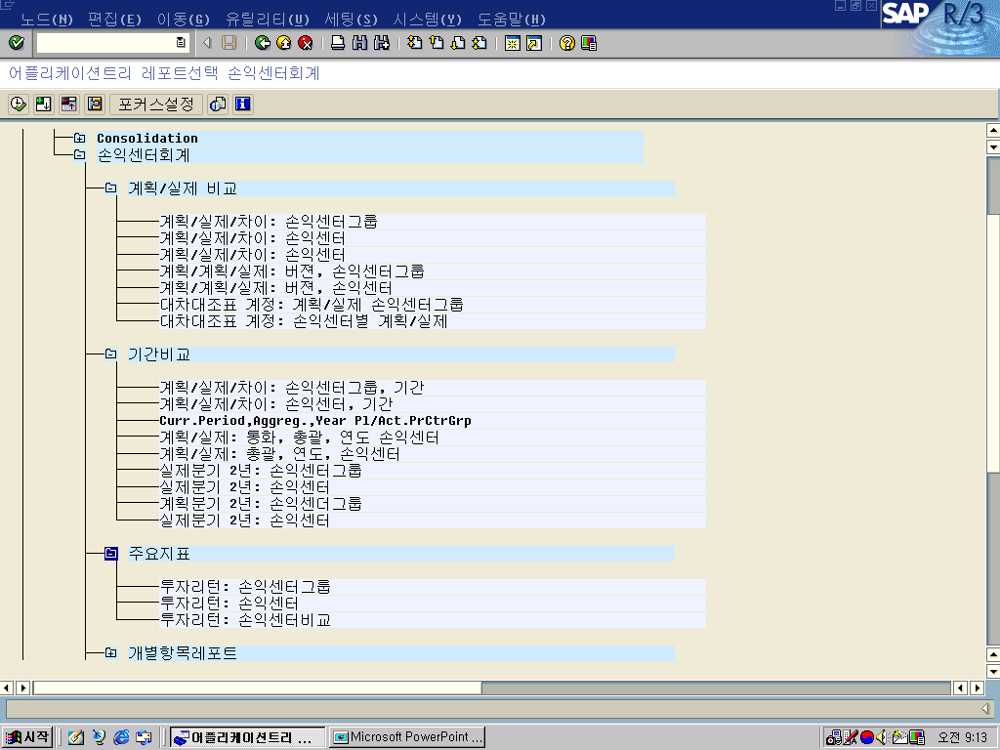 노드(N) 편집(E) 이동(G) 유틸리티(U) 세팅(S) 시스템(Y) 도움말(H)
SAP R/3
어플리케이션트리 레포트선택 손익센터회계
포커스설정
Consolidation
손익센터회계
계획/실제 비교
계획/실제/차이: 손익센터그룹
계획/실제/차이: 손익센터
계획/실제/차이: 손익센터
계획/계획/실제: 버젼, 손익센터그룹
계획/계획/실제: 버젼, 손익센터
대차대조표 계정: 계획/실제 손익센터그룹
대차대조표 계정: 손익센터별 계획/실제
기간비교
계획/실제/차이: 손익센터그룹, 기간
계획/실제/차이: 손익센터, 기간
Curr.Period,Aggreg.,Year Pl/Act.PrCtrGrp
계획/실제: 통화, 총괄, 연도 손익센터
계획/실제: 총괄, 연도, 손익센터
실제분기 2년: 손익센터그룹
실제분기 2년: 손익센터
계획분기 2년: 손익센더그룹
실제분기 2년: 손익센터
주요지표
투자리턴: 손익센터그룹
투자리턴: 손익센터
투자리턴: 손익센터비교
개별항목레포트
시작 어플리케이션트리 ... Microsoft PowerPoint ... 오전 9:13